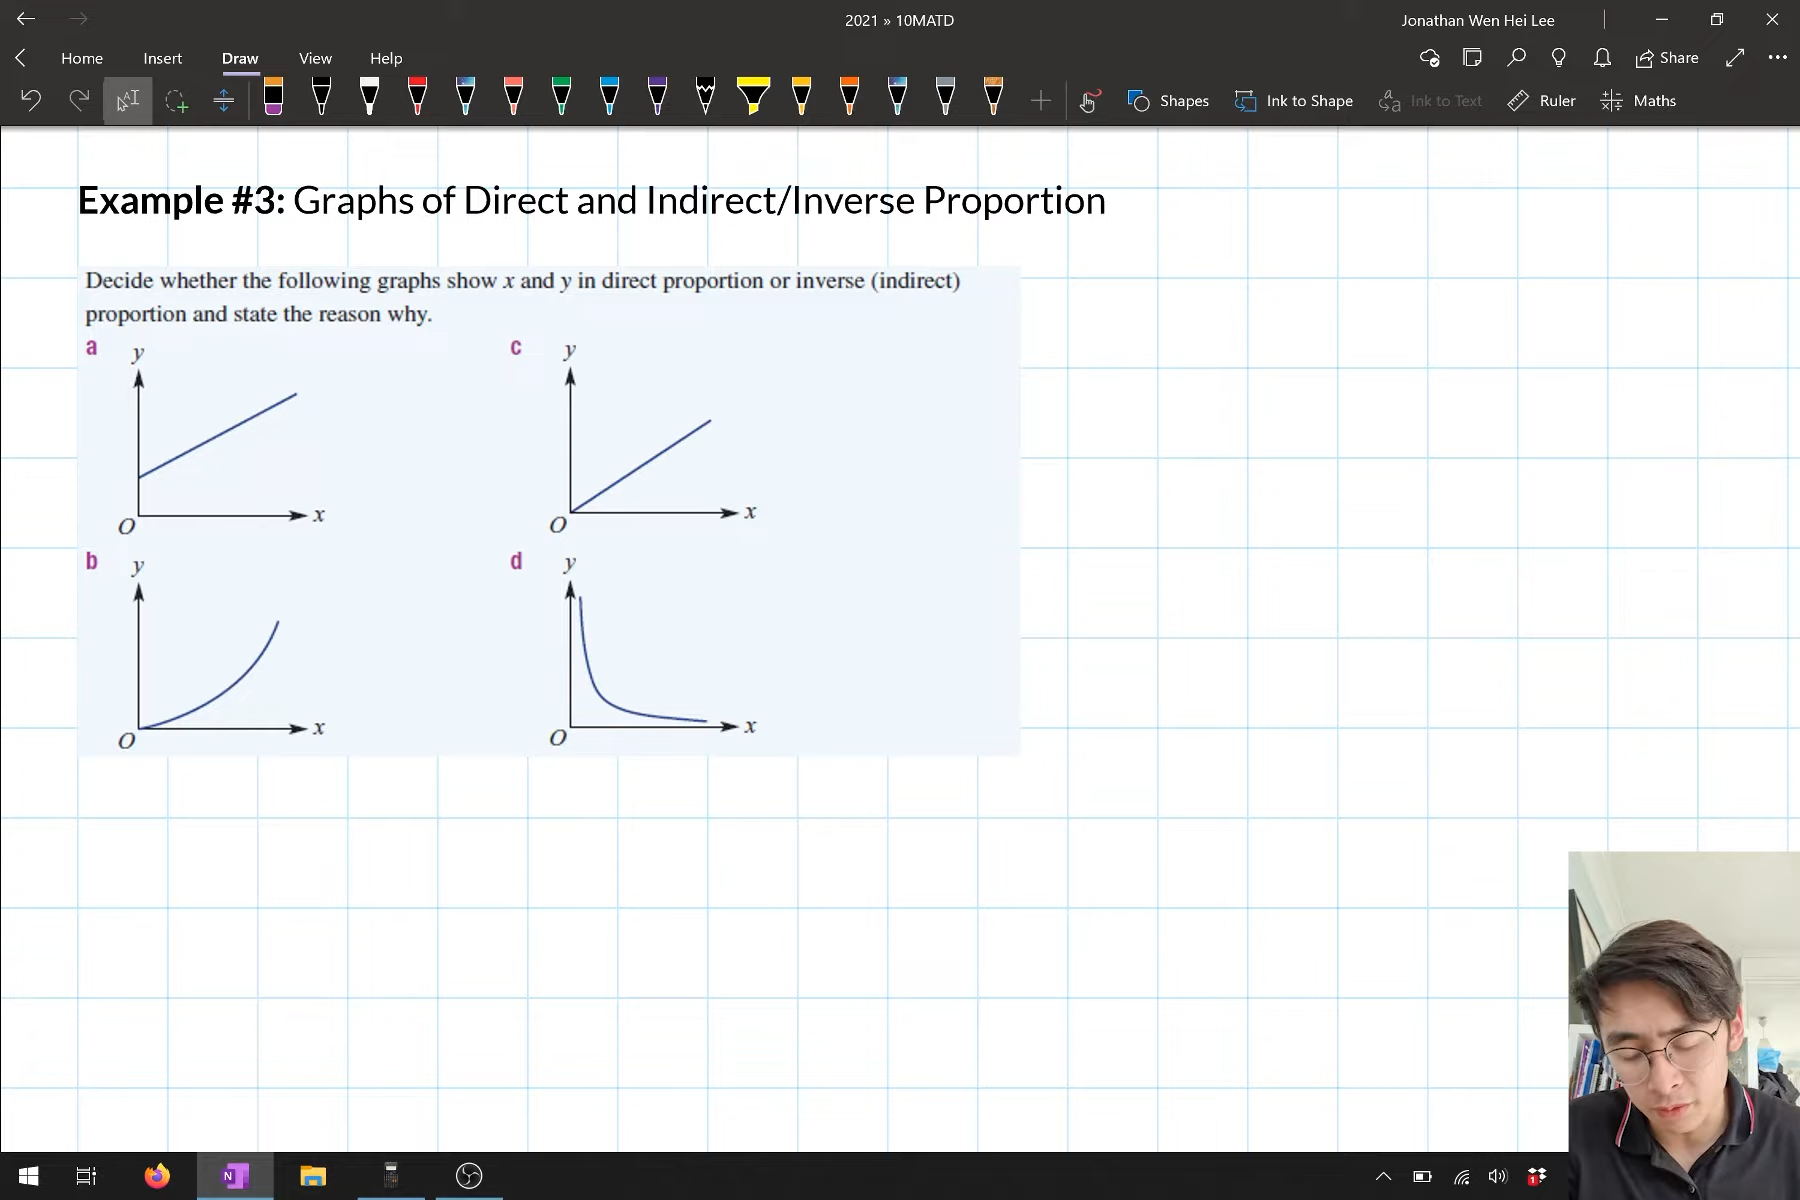 2021 » 10MATD
Jonathan Wen Hei Lee
Home Insert Draw View Help
Share
Shapes Ink to Shape Ink to Text Ruler Maths
Example #3: Graphs of Direct and Indirect/Inverse Proportion
Decide whether the following graphs show x and y in direct proportion or inverse (indirect)
proportion and state the reason why.
a y
O x
c y
O x
b y
O x
d y
O x
N
1